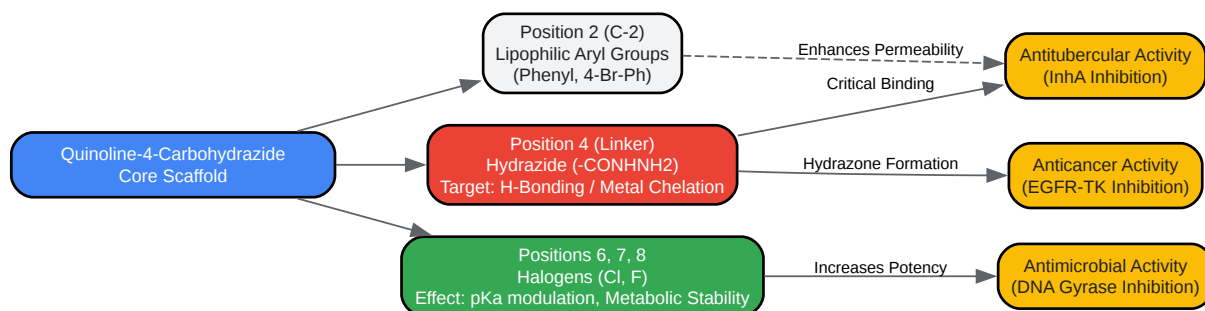 Quinoline-4-Carbohydrazide
Core Scaffold
Position 2 (C-2)
Lipophilic Aryl Groups
(Phenyl, 4-Br-Ph)
Position 4 (Linker)
Hydrazide (-CONHNH2)
Target: H-Bonding / Metal Chelation
Positions 6, 7, 8
Halogens (Cl, F)
Effect: pKa modulation, Metabolic Stability
Enhances Permeability
Critical Binding
Hydrazone Formation
Increases Potency
Antitubercular Activity
(InhA Inhibition)
Anticancer Activity
(EGFR-TK Inhibition)
Antimicrobial Activity
(DNA Gyrase Inhibition)